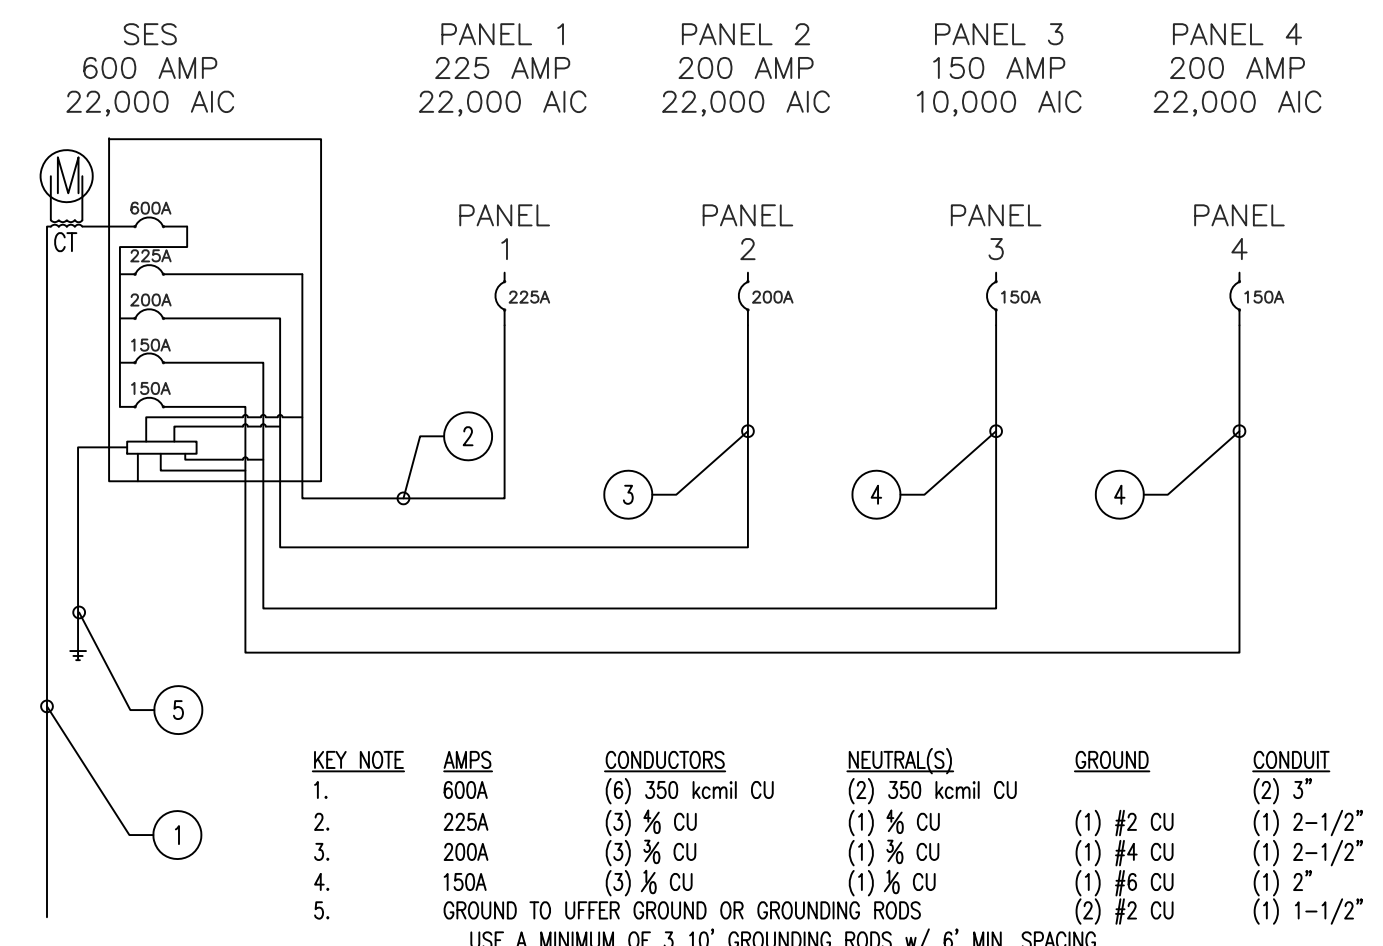 SES
600 AMP
22,000 AIC
PANEL 1
225 AMP
22,000 AIC
PANEL 2
200 AMP
22,000 AIC
PANEL 3
150 AMP
10,000 AIC
PANEL 4
200 AMP
22,000 AIC
M
CT
600A
225A
200A
150A
150A
PANEL
1
225A
PANEL
2
200A
PANEL
3
150A
PANEL
4
150A
2
3
4
4
5
1
KEY NOTE AMPS CONDUCTORS NEUTRAL(S) GROUND CONDUIT
1. 600A (6) 350 kcmil CU (2) 350 kcmil CU (2) 3"
2. 225A (3) 4/0 CU (1) 4/0 CU (1) #2 CU (1) 2-1/2"
3. 200A (3) 3/0 CU (1) 3/0 CU (1) #4 CU (1) 2-1/2"
4. 150A (3) 1/0 CU (1) 1/0 CU (1) #6 CU (1) 2"
5. GROUND TO UFFER GROUND OR GROUNDING RODS (2) #2 CU (1) 1-1/2"
USE A MINIMUM OF 3 10' GROUNDING RODS w/ 6' MIN. SPACING